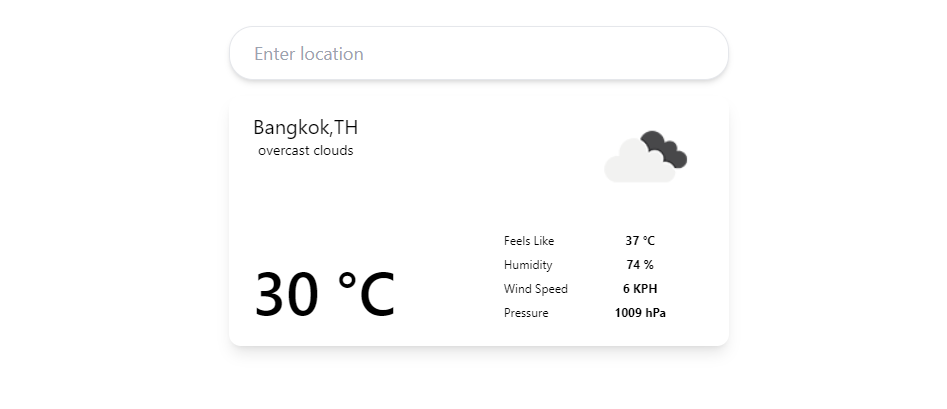 Enter location
Bangkok,TH
overcast clouds
30 °C
Feels Like 37 °C
Humidity 74 %
Wind Speed 6 KPH
Pressure 1009 hPa